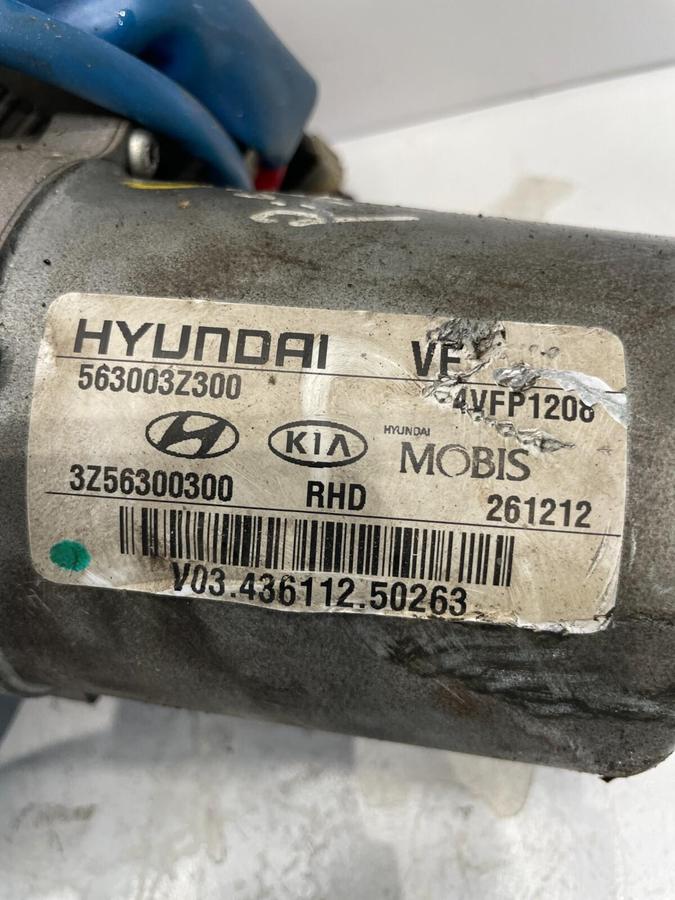 HYUNDAI VF
563003Z300 4VFP1208
KIA HYUNDAI MOBIS
3Z56300300 RHD 261212
V03.436112.50263